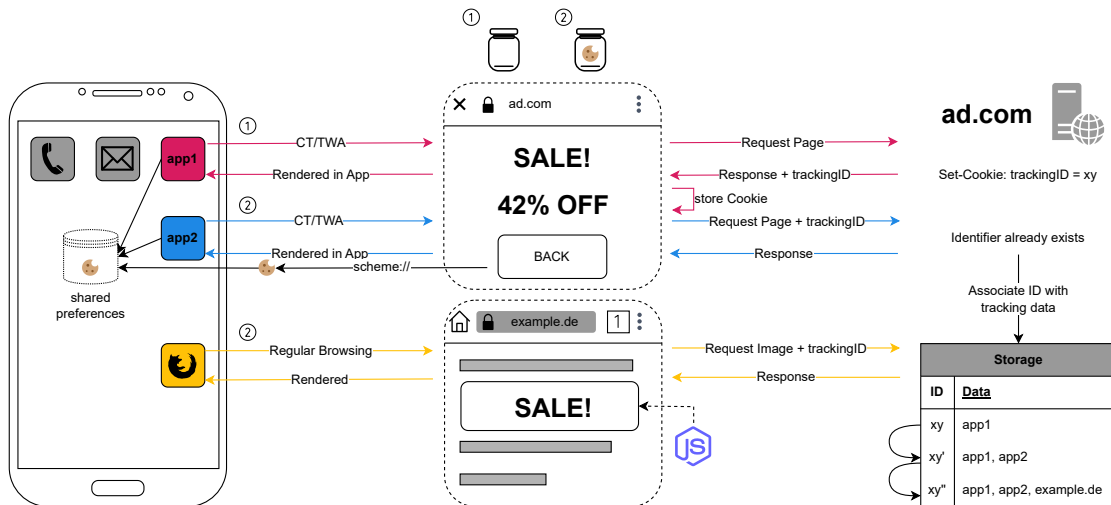 ① ②
ad.com
ad.com
①
CT/TWA
Request Page
app1
SALE!
Rendered in App
Response + trackingID
Set-Cookie: trackingID = xy
store Cookie
②
42% OFF
CT/TWA
Request Page + trackingID
app2
Identifier already exists
Rendered in App
Response
BACK
scheme://
shared
preferences
Associate ID with
tracking data
②
example.de
1
Regular Browsing
Request Image + trackingID
Storage
Rendered
Response
ID Data
SALE!
xy app1
JS
xy' app1, app2
xy" app1, app2, example.de